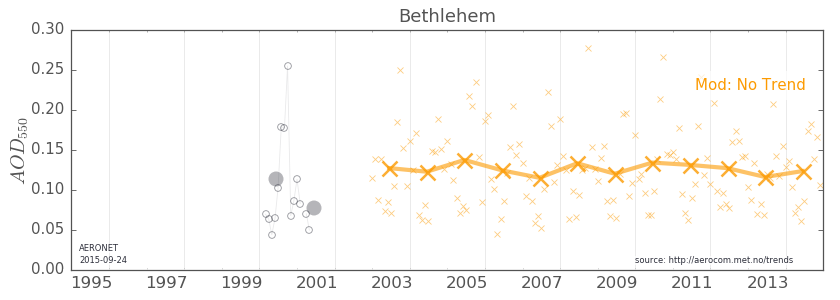 Bethlehem
0.30
0.25
0.20
0.15
0.10
0.05
0.00
AOD550
Mod: No Trend
AERONET
2015-09-24
source: http://aerocom.met.no/trends
1995 1997 1999 2001 2003 2005 2007 2009 2011 2013